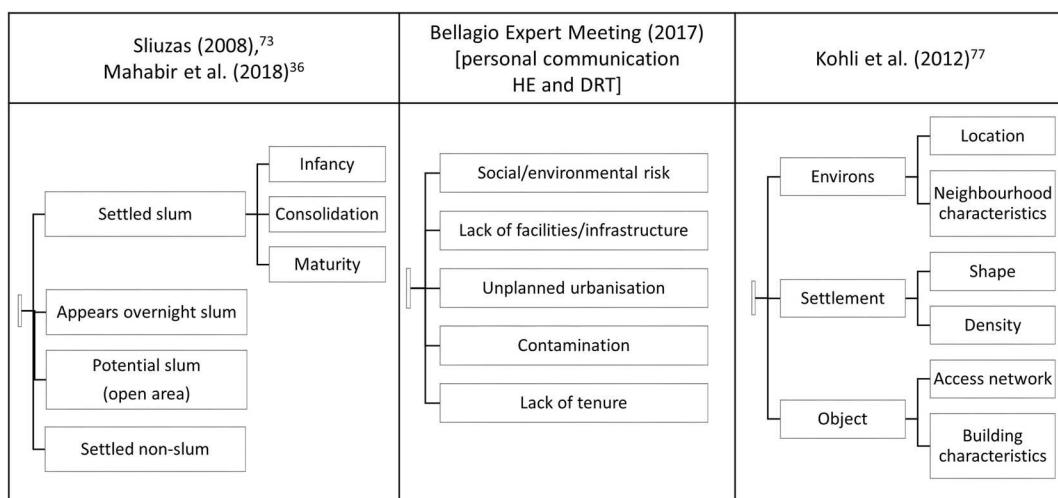 Sliuzas (2008),73
Mahabir et al. (2018)36
Bellagio Expert Meeting (2017)
[personal communication
HE and DRT]
Kohli et al. (2012)77
Settled slum
Infancy
Consolidation
Maturity
Appears overnight slum
Potential slum
(open area)
Settled non-slum
Social/environmental risk
Lack of facilities/infrastructure
Unplanned urbanisation
Contamination
Lack of tenure
Environs
Location
Neighbourhood
characteristics
Settlement
Shape
Density
Object
Access network
Building
characteristics